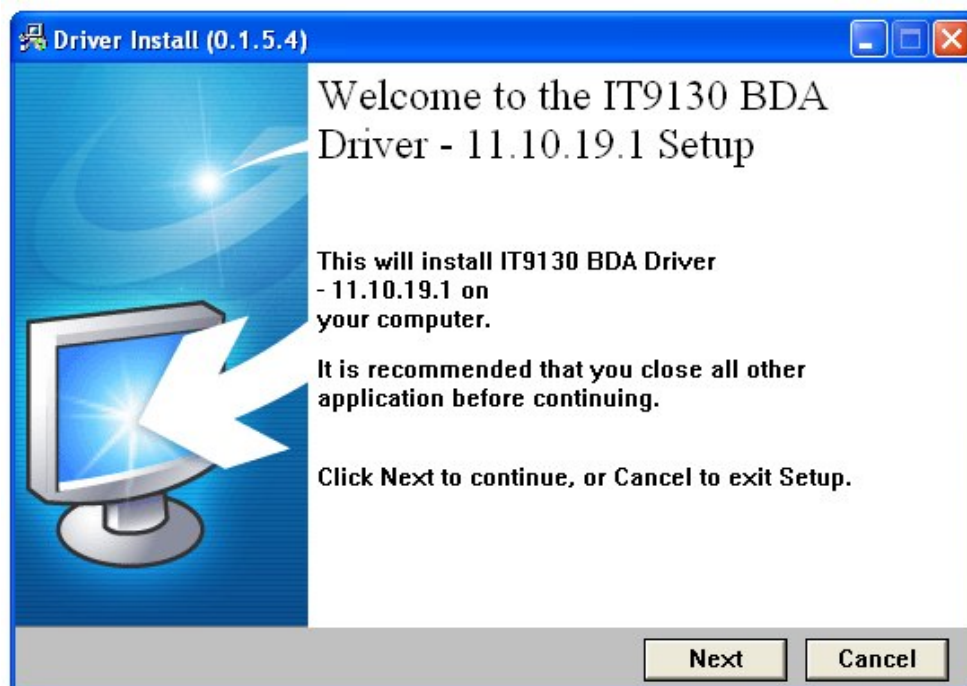 Driver Install (0.1.5.4)
Welcome to the IT9130 BDA
Driver - 11.10.19.1 Setup
This will install IT9130 BDA Driver
- 11.10.19.1 on
your computer.
It is recommended that you close all other
application before continuing.
Click Next to continue, or Cancel to exit Setup.
Next
Cancel